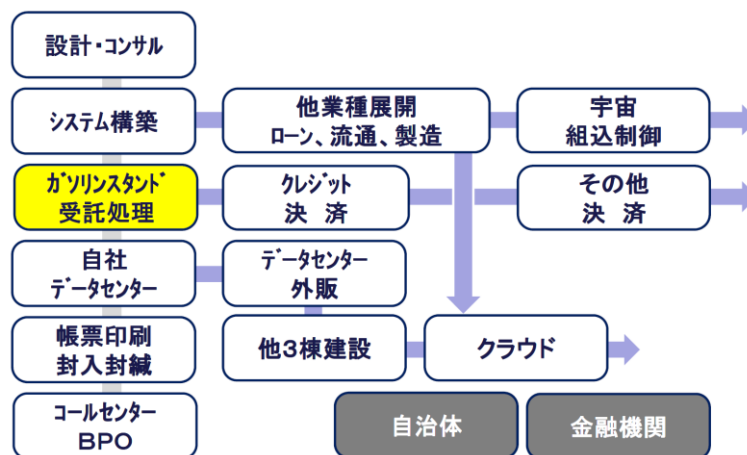 設計・コンサル
システム構築
他業種展開
ローン、流通、製造
宇宙
組込制御
ガソリンスタンド
受託処理
クレジット
決 済
その他
決 済
自社
データセンター
データセンター
外販
帳票印刷
封入封緘
他3棟建設
クラウド
コールセンター
BPO
自治体
金融機関